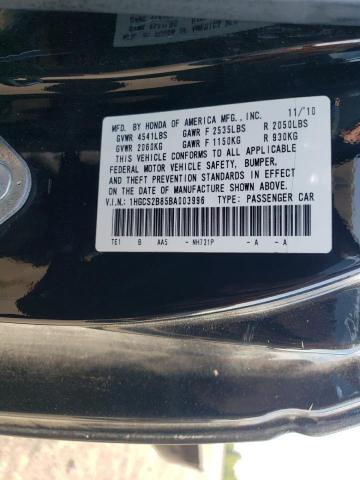 MFD. BY HONDA OF AMERICA MFG., INC. 11/'10
GVWR 4541LBS GAWR F 2535LBS R 2050LBS
GVWR 2060KG GAWR F 1150KG R 930KG
THIS VEHICLE CONFORMS TO ALL APPLICABLE
FEDERAL MOTOR VEHICLE SAFETY, BUMPER,
AND THEFT PREVENTION STANDARDS IN EFFECT
ON THE DATE OF MANUFACTURE SHOWN ABOVE.
V.I.N.: 1HGCS2B85BA003996 TYPE: PASSENGER CAR
TE1 B AA5 - NH731P - A - A